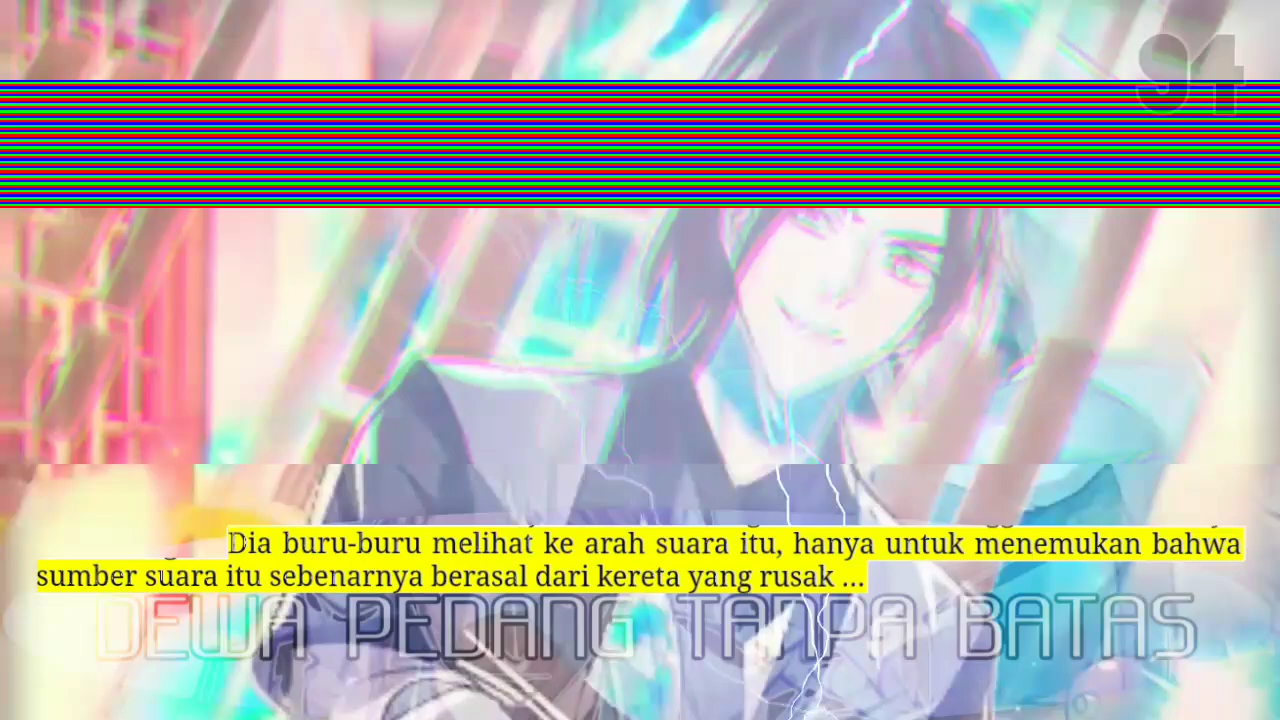 94
Dia buru-buru melihat ke arah suara itu, hanya untuk menemukan bahwa
sumber suara itu sebenarnya berasal dari kereta yang rusak ...
DEWA PEDANG TANPA BATAS